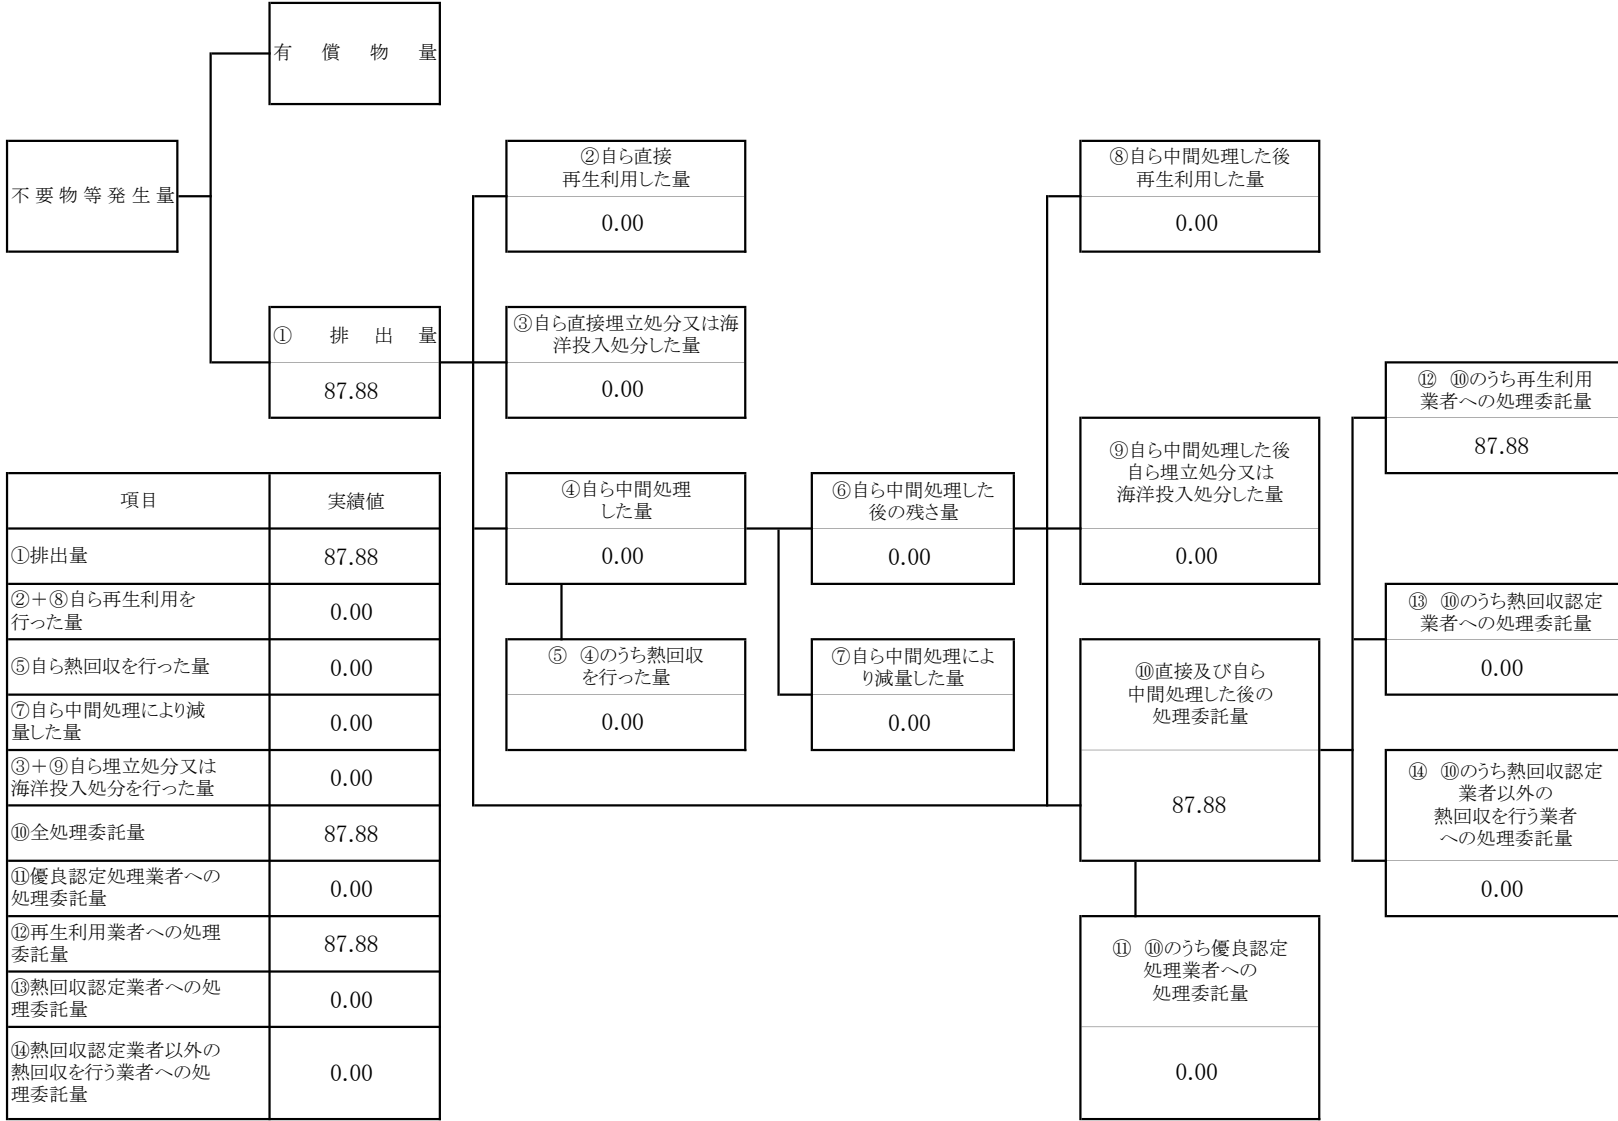 有　償　物　量
不要物等発生量
②自ら直接
再生利用した量
0.00
⑧自ら中間処理した後
再生利用した量
0.00
①　排　出　量
87.88
③自ら直接埋立処分又は海
洋投入処分した量
0.00
⑫　⑩のうち再生利用
業者への処理委託量
87.88
④自ら中間処理
した量
0.00
⑥自ら中間処理した
後の残さ量
0.00
⑨自ら中間処理した後
自ら埋立処分又は
海洋投入処分した量
0.00
⑤　④のうち熱回収
を行った量
0.00
⑦自ら中間処理によ
り減量した量
0.00
⑩直接及び自ら
中間処理した後の
処理委託量
87.88
⑬　⑩のうち熱回収認定
業者への処理委託量
0.00
⑭　⑩のうち熱回収認定
業者以外の
熱回収を行う業者
への処理委託量
0.00
⑪　⑩のうち優良認定
処理業者への
処理委託量
0.00
項目　実績値
①排出量　87.88
②＋⑧自ら再生利用を
行った量　0.00
⑤自ら熱回収を行った量　0.00
⑦自ら中間処理により減
量した量　0.00
③＋⑨自ら埋立処分又は
海洋投入処分を行った量　0.00
⑩全処理委託量　87.88
⑪優良認定処理業者への
処理委託量　0.00
⑫再生利用業者への処理
委託量　87.88
⑬熱回収認定業者への処
理委託量　0.00
⑭熱回収認定業者以外の
熱回収を行う業者への処
理委託量　0.00